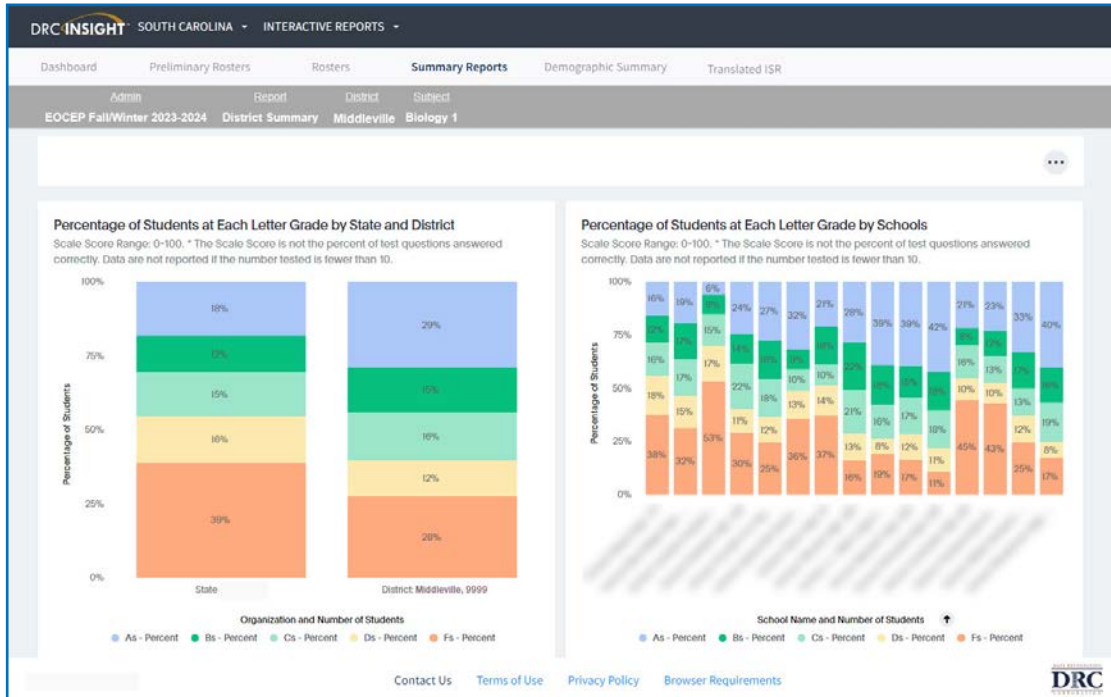 DRC INSIGHT SOUTH CAROLINA INTERACTIVE REPORTS
Dashboard Preliminary Rosters Rosters Summary Reports Demographic Summary Translated ISR
Admin Report District Subject
EOCEP Fall/Winter 2023-2024 District Summary Middleville Biology 1
Percentage of Students at Each Letter Grade by State and District
Scale Score Range: 0-100. * The Scale Score is not the percent of test questions answered
correctly. Data are not reported if the number tested is fewer than 10.
100%
75%
50%
25%
0%
Percentage of Students
18%
15%
16%
39%
29%
15%
16%
12%
28%
State
District: Middleville, 9999
Organization and Number of Students
As - Percent Bs - Percent Cs - Percent Ds - Percent Fs - Percent
Percentage of Students at Each Letter Grade by Schools
Scale Score Range: 0-100. * The Scale Score is not the percent of test questions answered
correctly. Data are not reported if the number tested is fewer than 10.
100%
75%
50%
25%
0%
Percentage of Students
16% 19% 6% 24% 27% 32% 21% 28% 39% 39% 42% 21% 23% 33% 40%
16% 17% 15% 22% 18% 10% 10% 21% 16% 17% 18% 16% 13% 13% 19%
18% 15% 17% 11% 12% 13% 14% 13% 8% 12% 11% 10% 10% 12% 8%
38% 32% 53% 30% 25% 36% 37% 16% 19% 17% 11% 45% 43% 25% 17%
School Name and Number of Students
As - Percent Bs - Percent Cs - Percent Ds - Percent Fs - Percent
Contact Us Terms of Use Privacy Policy Browser Requirements
DRC